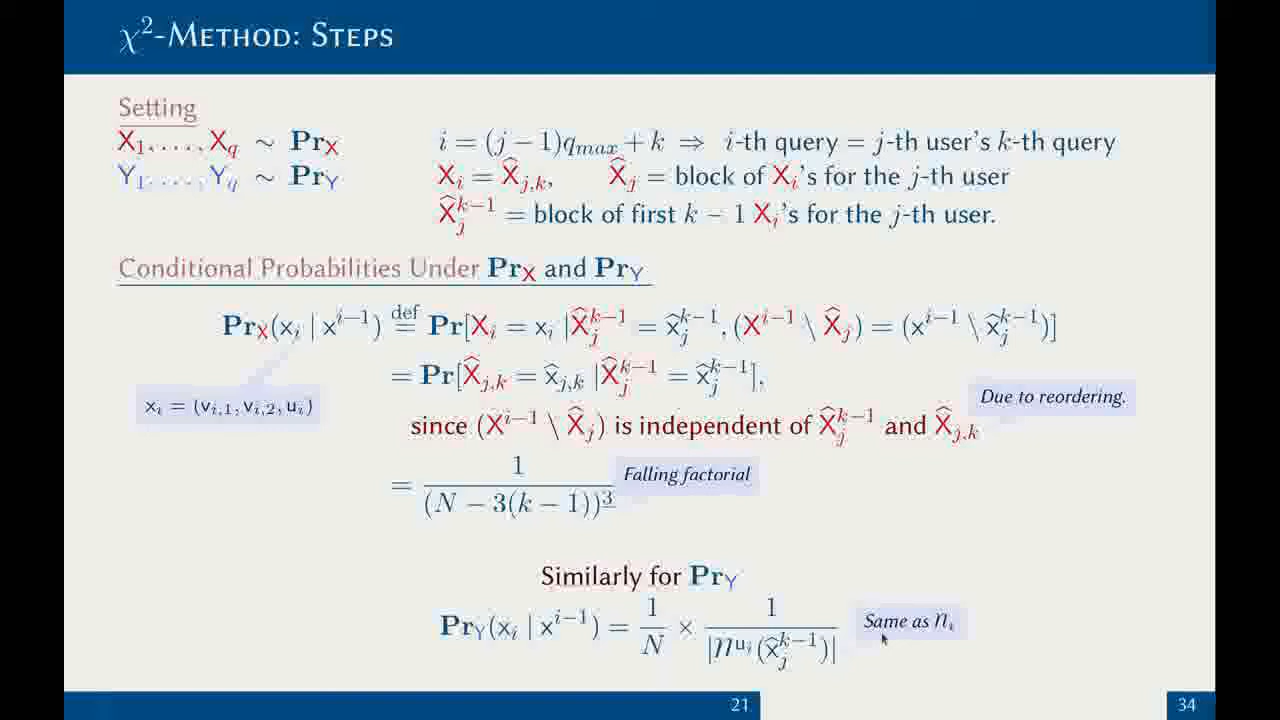 χ²-Method: Steps
Setting
X₁, . . . , X_q ∼ Pr_X
i = (j − 1)q_max + k ⇒ i-th query = j-th user's k-th query
Y₁, . . . , Y_q ∼ Pr_Y
X_i = X̂_{j,k}, X̂_j = block of X_i's for the j-th user
X̂_j^{k−1} = block of first k − 1 X_i's for the j-th user.
Conditional Probabilities Under Pr_X and Pr_Y
Pr_X(x_i | x^{i−1}) def= Pr[X_i = x_i | X̂_j^{k−1} = x̂_j^{k−1}, (X^{i−1} \ X̂_j) = (x^{i−1} \ x̂_j^{k−1})]
= Pr[X̂_{j,k} = x̂_{j,k} | X̂_j^{k−1} = x̂_j^{k−1}],
x_i = (v_{i,1}, v_{i,2}, u_i)
Due to reordering.
since (X^{i−1} \ X̂_j) is independent of X̂_j^{k−1} and X̂_{j,k}
= 1 / (N − 3(k − 1))^{\underline{3}}
Falling factorial
Similarly for Pr_Y
Pr_Y(x_i | x^{i−1}) = 1/N × 1/|n^{u_i}(x̂_j^{k−1})|
Same as n_i
21
34